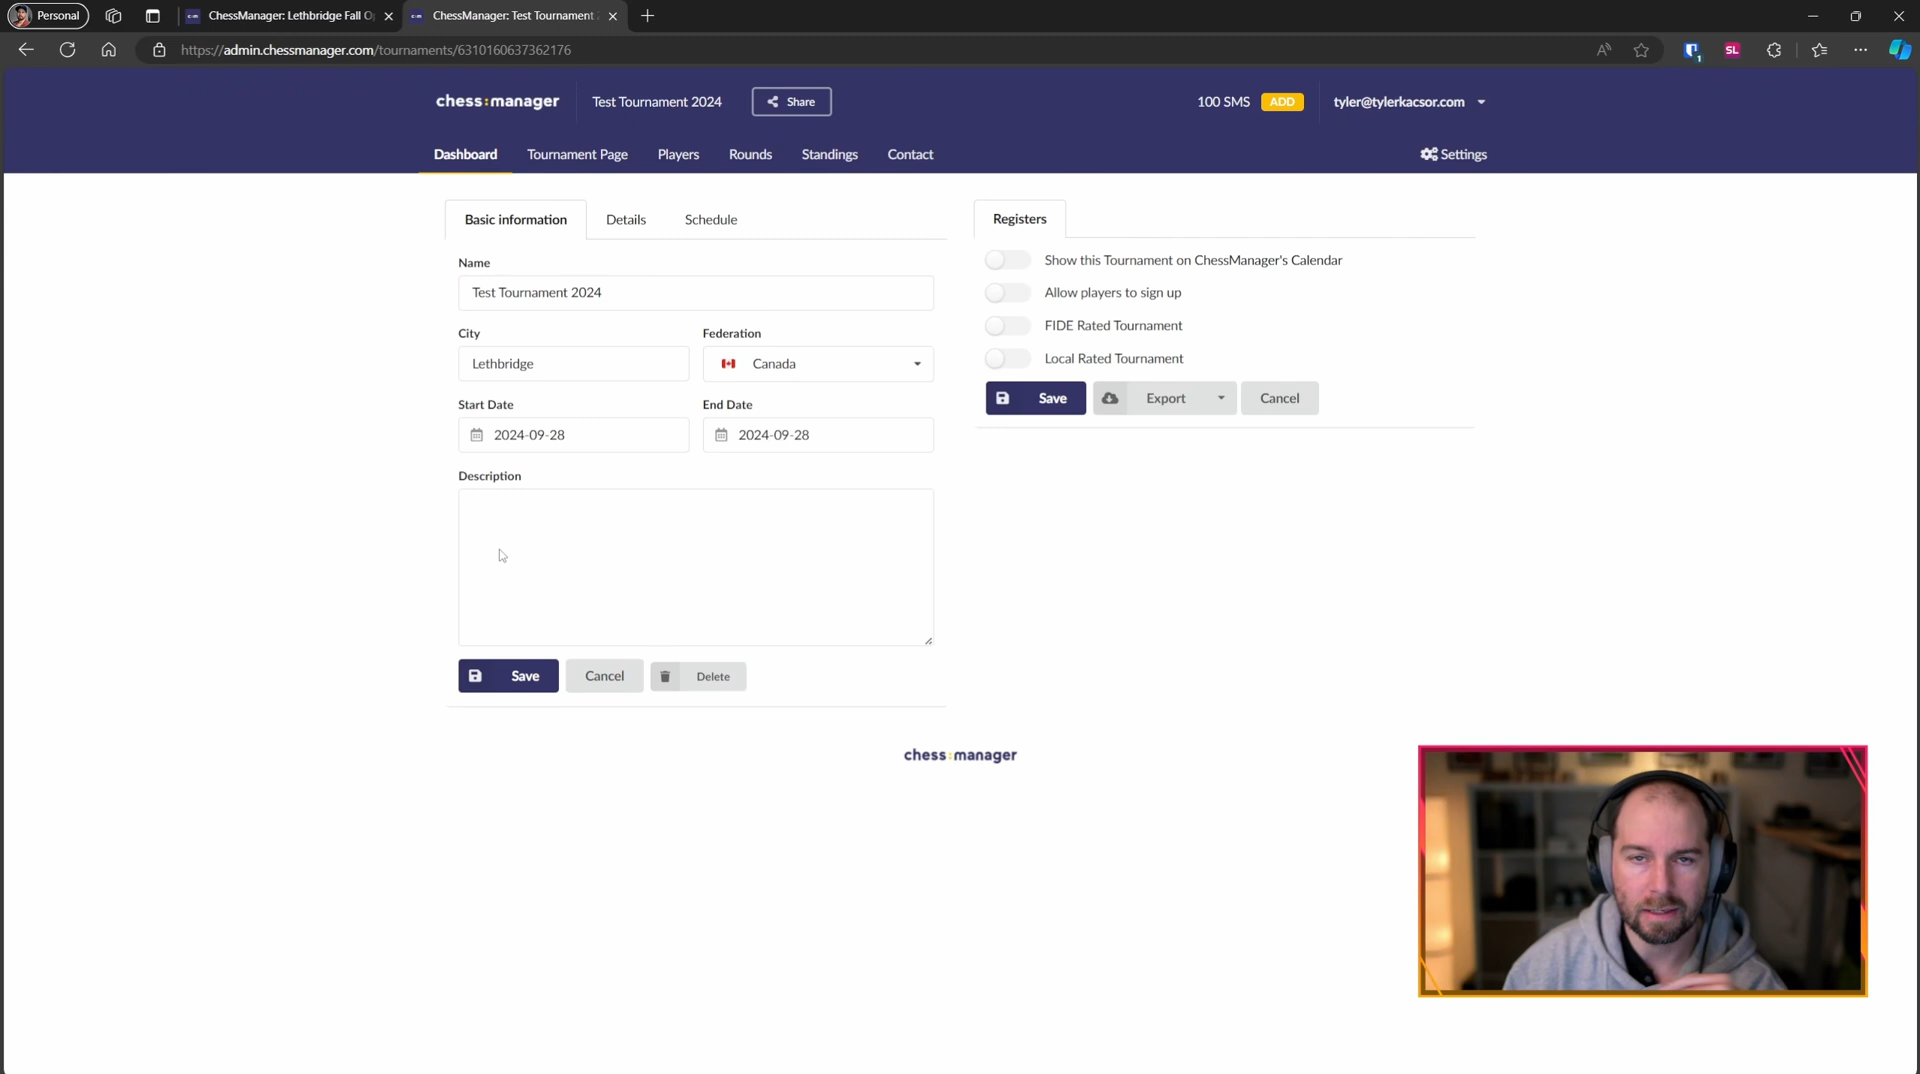 Personal
ChessManager: Lethbridge Fall O
ChessManager: Test Tournament
https://admin.chessmanager.com/tournaments/6310160637362176
SL
1
chess:manager
Test Tournament 2024
Share
100 SMS
ADD
tyler@tylerkacsor.com
Dashboard
Tournament Page
Players
Rounds
Standings
Contact
Settings
Basic information
Details
Schedule
Name
Test Tournament 2024
City
Federation
Lethbridge
Canada
Start Date
End Date
2024-09-28
2024-09-28
Description
Save
Cancel
Delete
Registers
Show this Tournament on ChessManager's Calendar
Allow players to sign up
FIDE Rated Tournament
Local Rated Tournament
Save
Export
Cancel
chess:manager